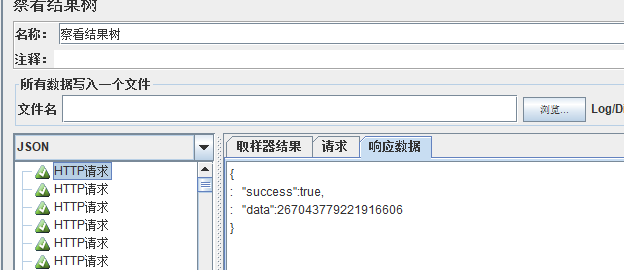 察看结果树
名称： 察看结果树
注释：
所有数据写入一个文件
文件名 浏览... Log/Di
JSON 取样器结果 请求 响应数据
HTTP请求
HTTP请求
HTTP请求
HTTP请求
HTTP请求
HTTP请求
{
: "success":true,
: "data":267043779221916606
}